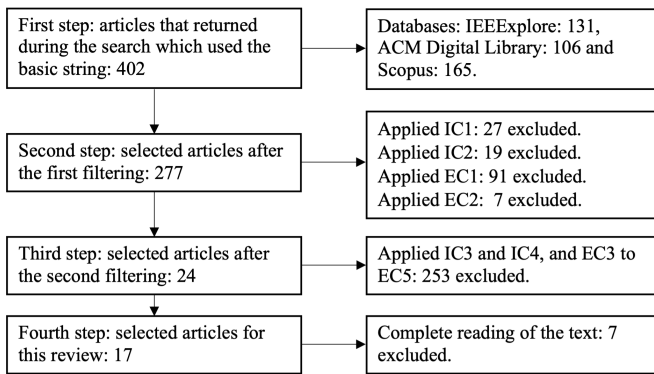 First step: articles that returned
during the search which used the
basic string: 402
Databases: IEEExplore: 131,
ACM Digital Library: 106 and
Scopus: 165.
Second step: selected articles after
the first filtering: 277
Applied IC1: 27 excluded.
Applied IC2: 19 excluded.
Applied EC1: 91 excluded.
Applied EC2:  7 excluded.
Third step: selected articles after
the second filtering: 24
Applied IC3 and IC4, and EC3 to
EC5: 253 excluded.
Fourth step: selected articles for
this review: 17
Complete reading of the text: 7
excluded.